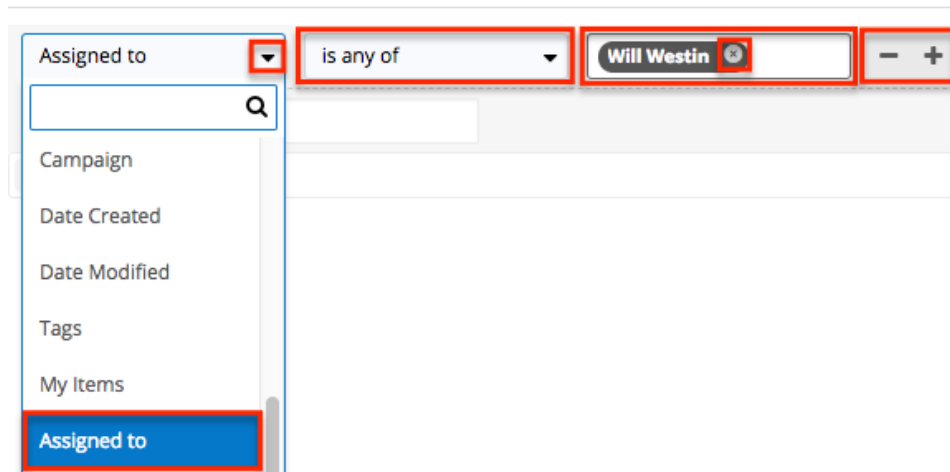 Assigned to is any of Will Westin − +
Campaign
Date Created
Date Modified
Tags
My Items
Assigned to